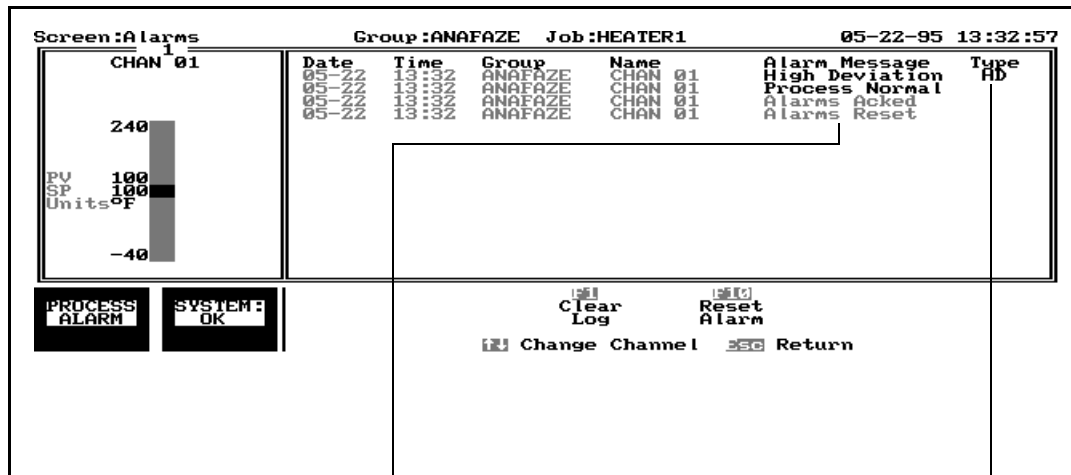 Screen:Alarms Group:ANAFAZE Job:HEATER1 05-22-95 13:32:57
1
CHAN 01
240
PV 100
SP 100
Units°F
-40
Date Time Group Name Alarm Message Type
05-22 13:32 ANAFAZE CHAN 01 High Deviation AD
05-22 13:32 ANAFAZE CHAN 01 Process Normal
05-22 13:32 ANAFAZE CHAN 01 Alarms Acked
05-22 13:32 ANAFAZE CHAN 01 Alarms Reset
PROCESS ALARM
SYSTEM: OK
F1 Clear Log
F10 Reset Alarm
↑↓ Change Channel Esc Return